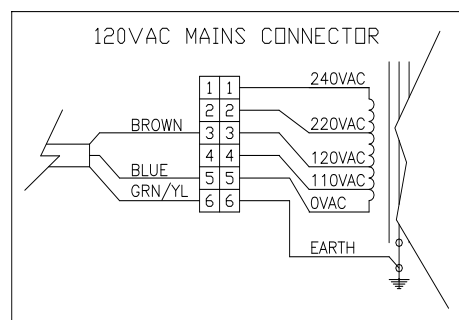 120VAC MAINS CONNECTOR
240VAC
1 1
2 2
220VAC
BROWN
3 3
120VAC
4 4
110VAC
BLUE
5 5
0VAC
GRN/YL
6 6
EARTH